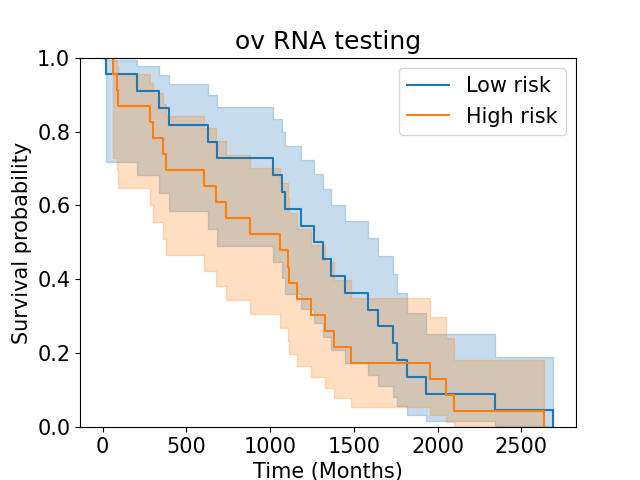 ov RNA testing
Low risk
High risk
Survival probability
1.0
0.8
0.6
0.4
0.2
0.0
0 500 1000 1500 2000 2500
Time (Months)